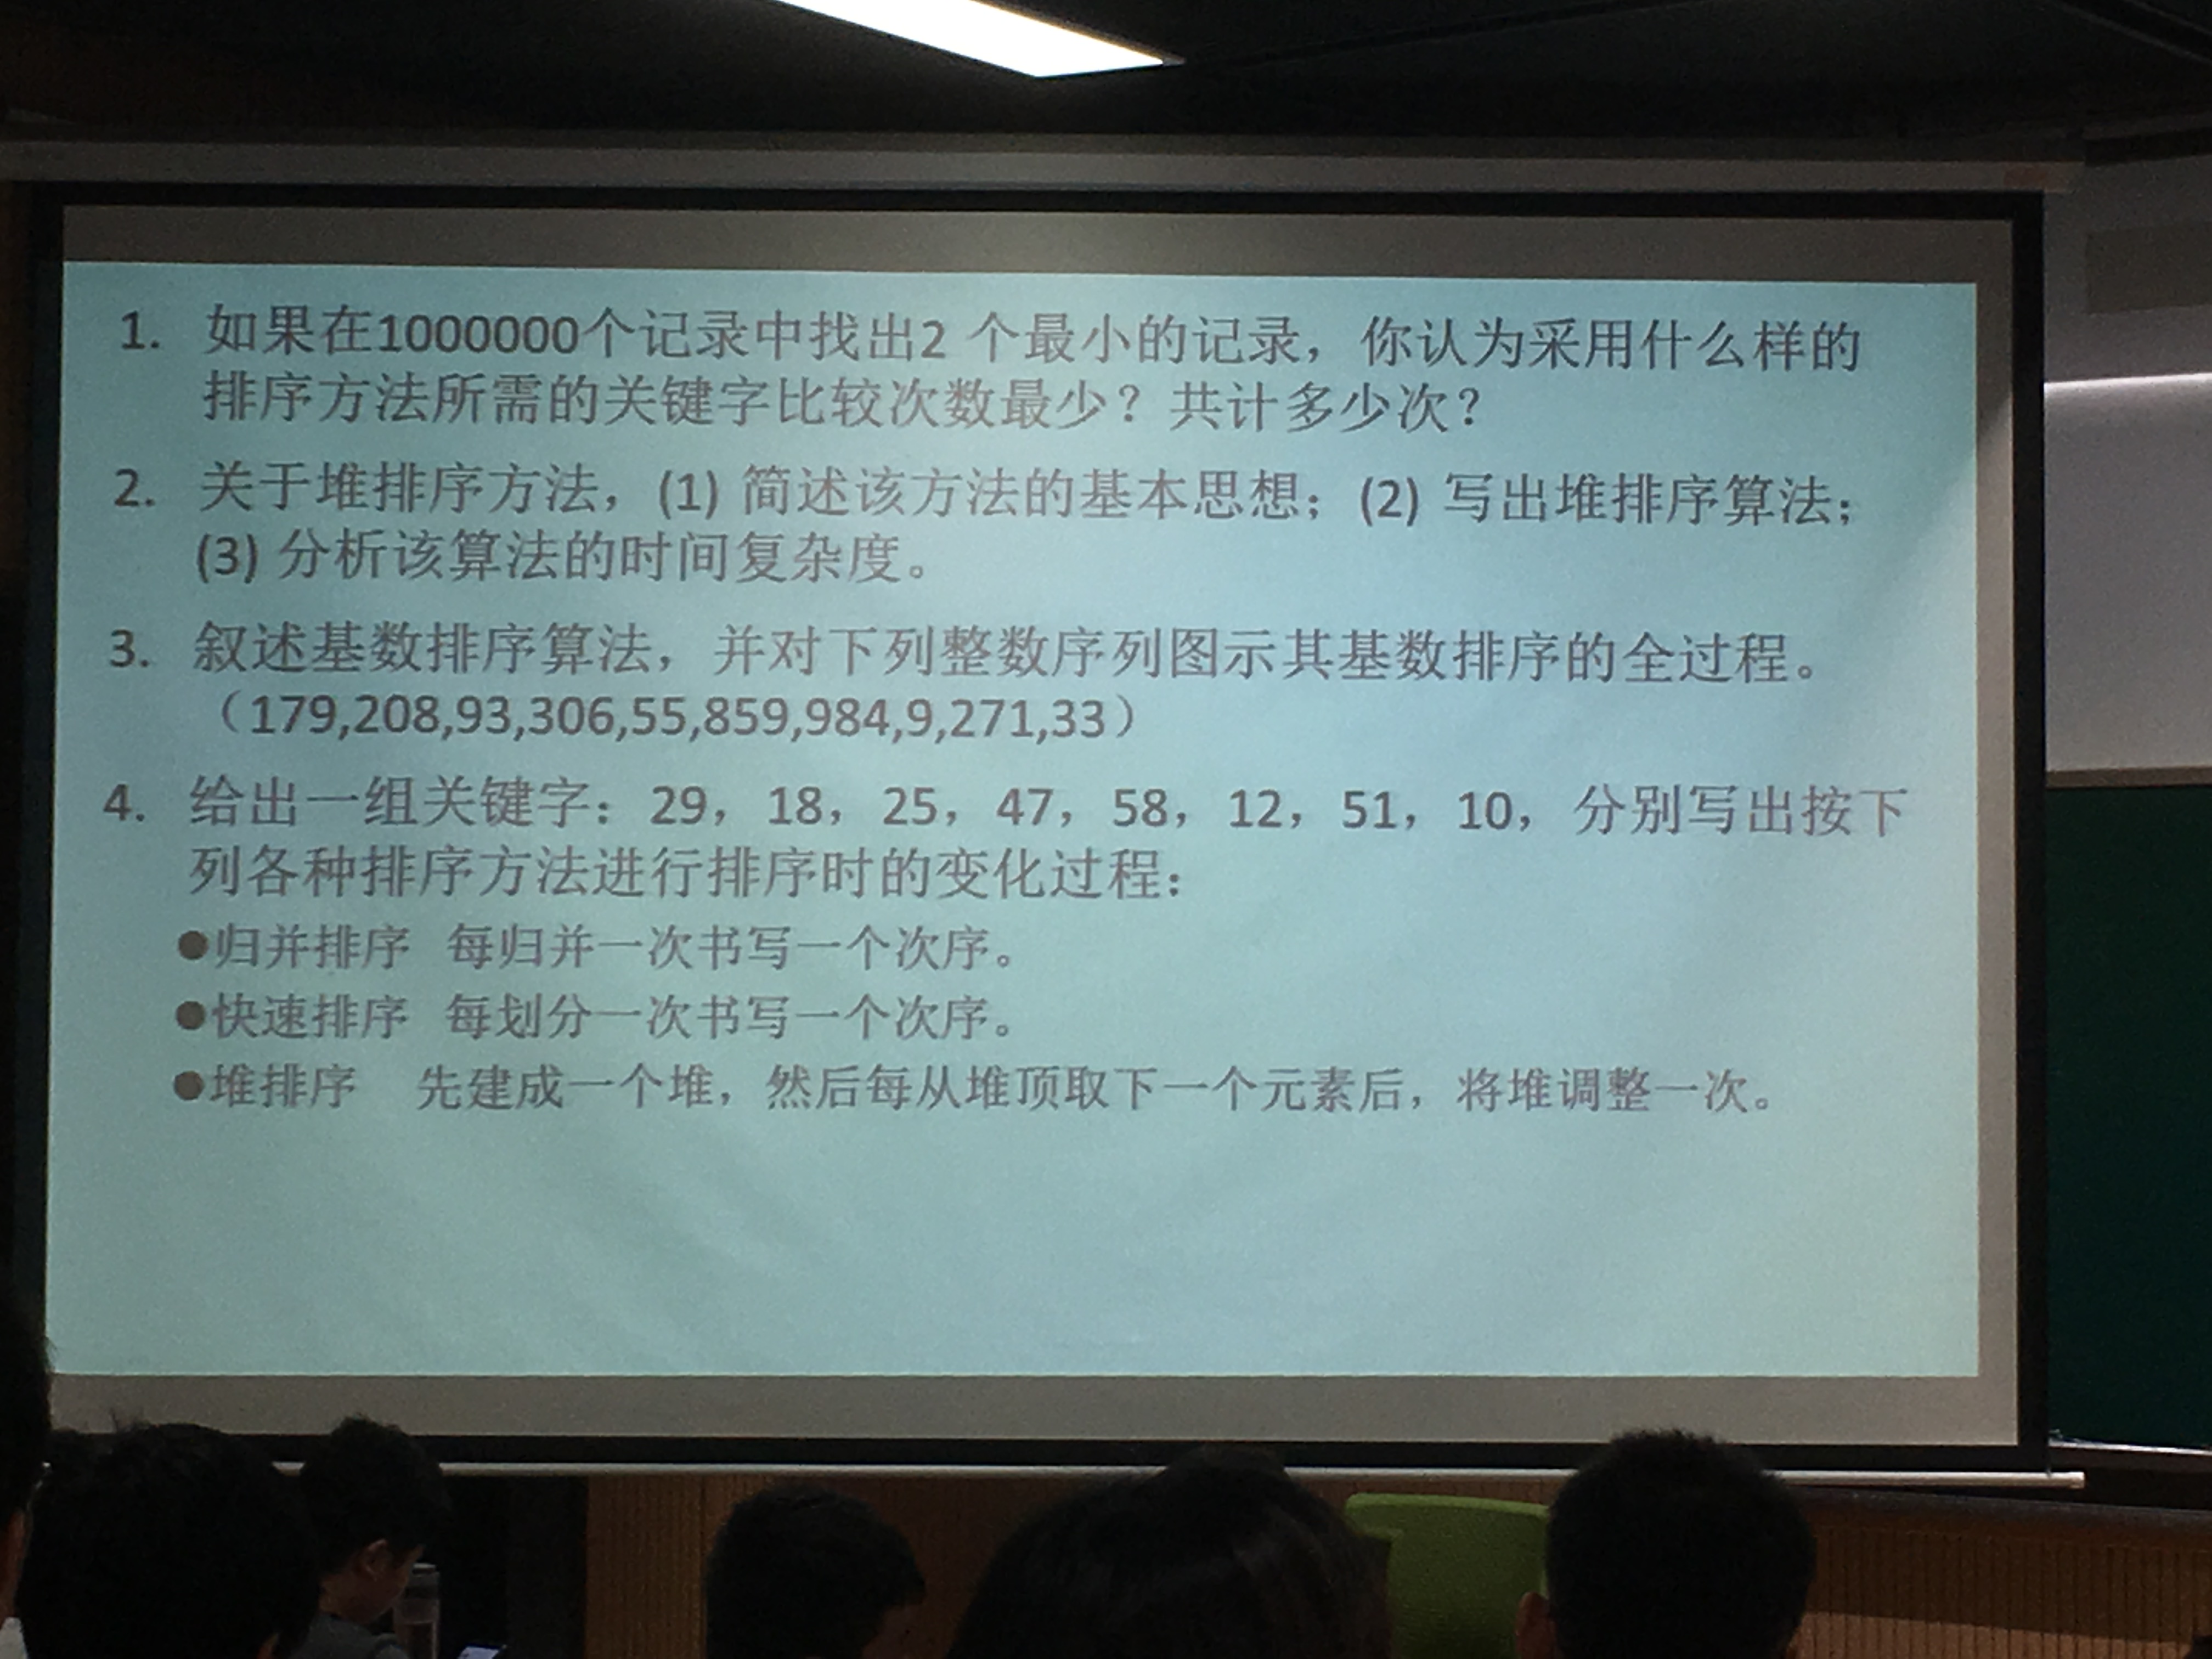 1. 如果在1000000个记录中找出2 个最小的记录，你认为采用什么样的
排序方法所需的关键字比较次数最少？共计多少次？
2. 关于堆排序方法，(1) 简述该方法的基本思想；(2) 写出堆排序算法；
(3) 分析该算法的时间复杂度。
3. 叙述基数排序算法，并对下列整数序列图示其基数排序的全过程。
（179,208,93,306,55,859,984,9,271,33）
4. 给出一组关键字：29，18，25，47，58，12，51，10，分别写出按下
列各种排序方法进行排序时的变化过程：
●归并排序 每归并一次书写一个次序。
●快速排序 每划分一次书写一个次序。
●堆排序 先建成一个堆，然后每从堆顶取下一个元素后，将堆调整一次。